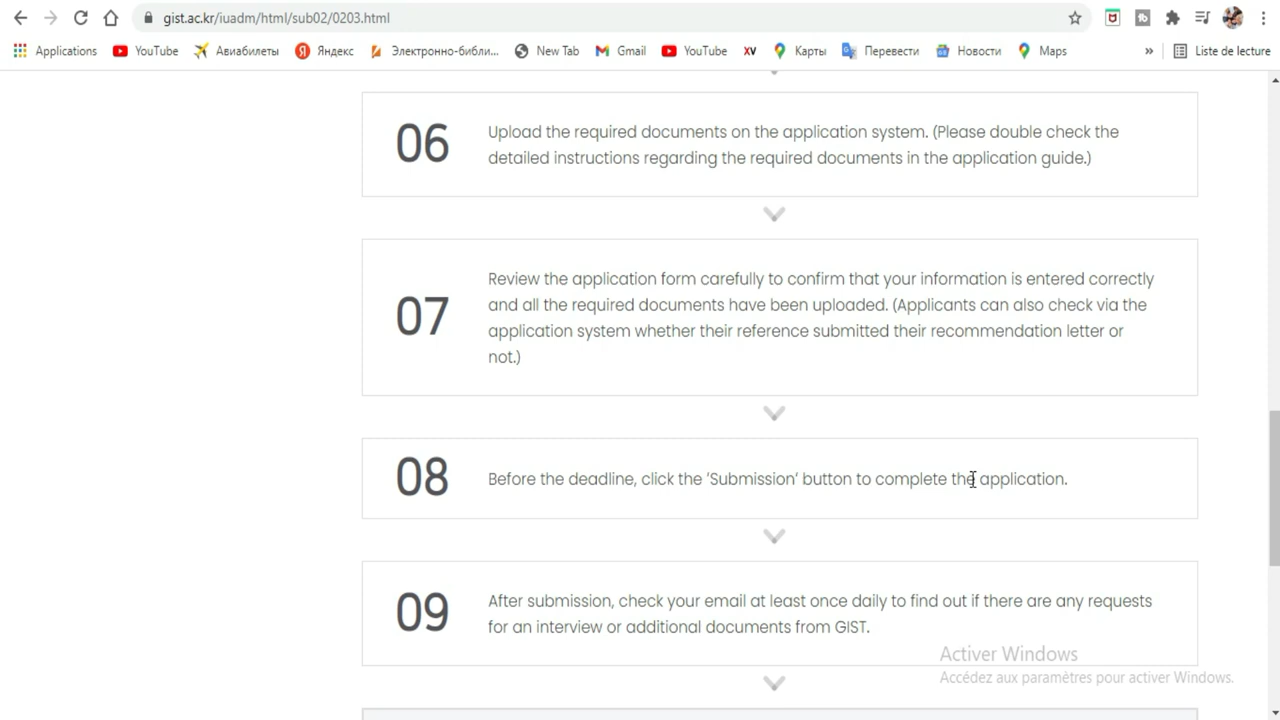 gist.ac.kr/iuadm/html/sub02/0203.html
Applications YouTube Авиабилеты Яндекс Электронно-библи... New Tab Gmail YouTube XV Карты Перевести Новости Maps » Liste de lecture
06
Upload the required documents on the application system. (Please double check the
detailed instructions regarding the required documents in the application guide.)
07
Review the application form carefully to confirm that your information is entered correctly
and all the required documents have been uploaded. (Applicants can also check via the
application system whether their reference submitted their recommendation letter or
not.)
08
Before the deadline, click the ‘Submission’ button to complete the application.
09
After submission, check your email at least once daily to find out if there are any requests
for an interview or additional documents from GIST.
Activer Windows
Accédez aux paramètres pour activer Windows.